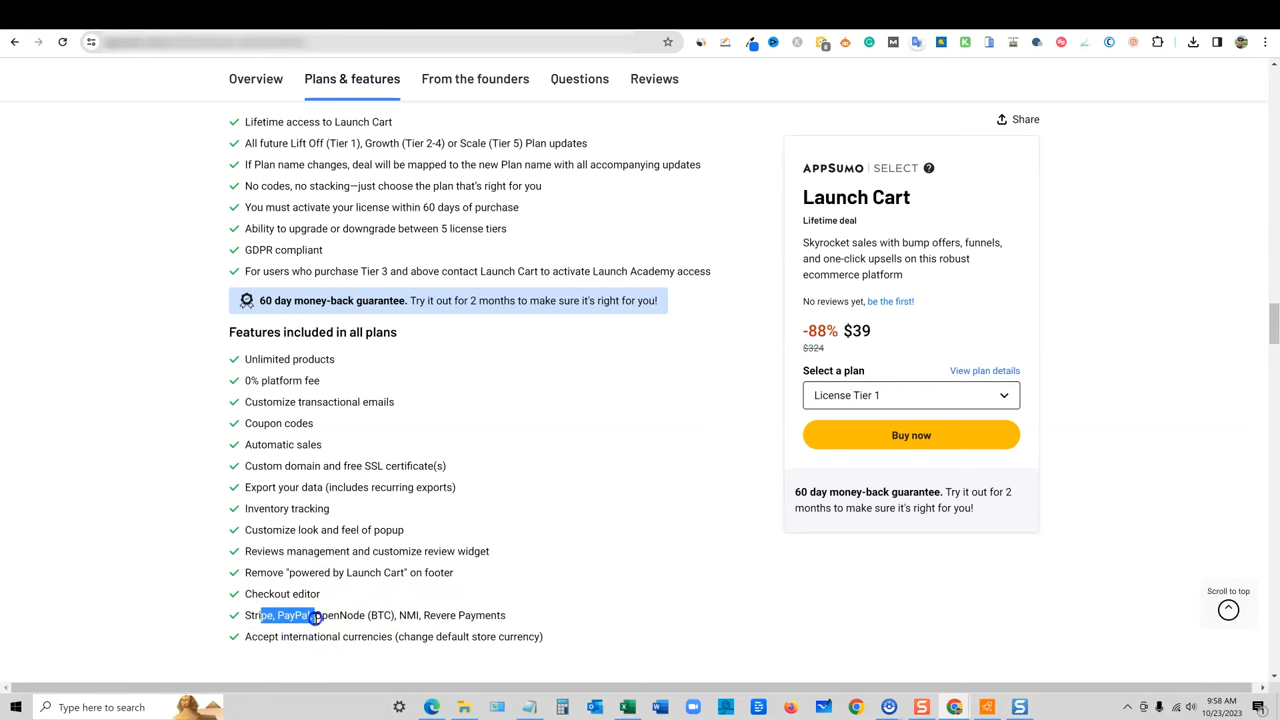 Overview
Plans & features
From the founders
Questions
Reviews
Lifetime access to Launch Cart
All future Lift Off (Tier 1), Growth (Tier 2-4) or Scale (Tier 5) Plan updates
If Plan name changes, deal will be mapped to the new Plan name with all accompanying updates
No codes, no stacking—just choose the plan that's right for you
You must activate your license within 60 days of purchase
Ability to upgrade or downgrade between 5 license tiers
GDPR compliant
For users who purchase Tier 3 and above contact Launch Cart to activate Launch Academy access
60 day money-back guarantee. Try it out for 2 months to make sure it's right for you!
Features included in all plans
Unlimited products
0% platform fee
Customize transactional emails
Coupon codes
Automatic sales
Custom domain and free SSL certificate(s)
Export your data (includes recurring exports)
Inventory tracking
Customize look and feel of popup
Reviews management and customize review widget
Remove "powered by Launch Cart" on footer
Checkout editor
Stripe, PayPal, OpenNode (BTC), NMI, Revere Payments
Accept international currencies (change default store currency)
Share
APPSUMO | SELECT ?
Launch Cart
Lifetime deal
Skyrocket sales with bump offers, funnels,
and one-click upsells on this robust
ecommerce platform
No reviews yet, be the first!
-88% $39
$324
Select a plan
View plan details
License Tier 1
Buy now
60 day money-back guarantee. Try it out for 2
months to make sure it's right for you!
Scroll to top
Type here to search
9:58 AM
10/23/2023